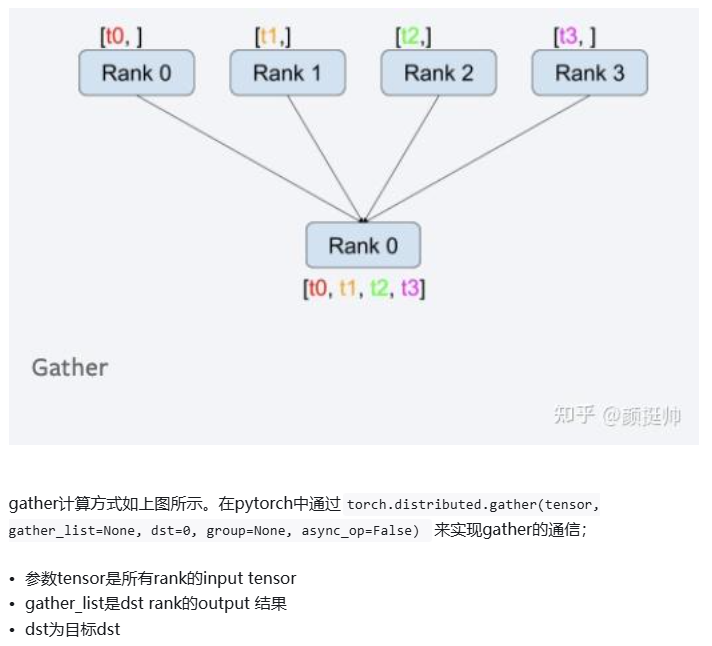 [t0, ] [t1,] [t2,] [t3, ]
Rank 0 Rank 1 Rank 2 Rank 3
Rank 0
[t0, t1, t2, t3]
Gather
知乎 @颜挺帅
gather计算方式如上图所示。在pytorch中通过 torch.distributed.gather(tensor,
gather_list=None, dst=0, group=None, async_op=False) 来实现gather的通信；
• 参数tensor是所有rank的input tensor
• gather_list是dst rank的output 结果
• dst为目标dst